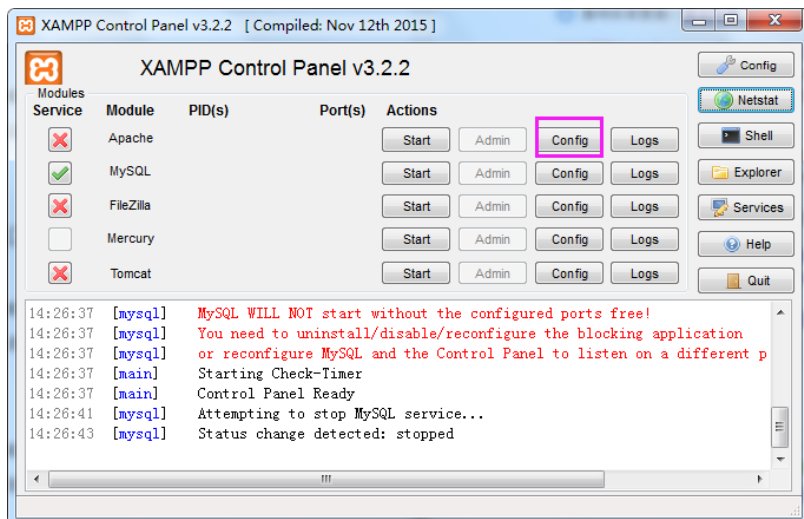 XAMPP Control Panel v3.2.2 [ Compiled: Nov 12th 2015 ]
XAMPP Control Panel v3.2.2
Config
Modules
Service Module PID(s) Port(s) Actions
Netstat
Apache Start Admin Config Logs
Shell
MySQL Start Admin Config Logs
Explorer
FileZilla Start Admin Config Logs
Services
Mercury Start Admin Config Logs
Help
Tomcat Start Admin Config Logs
Quit
14:26:37 [mysql] MySQL WILL NOT start without the configured ports free!
14:26:37 [mysql] You need to uninstall/disable/reconfigure the blocking application
14:26:37 [mysql] or reconfigure MySQL and the Control Panel to listen on a different p
14:26:37 [main] Starting Check-Timer
14:26:37 [main] Control Panel Ready
14:26:41 [mysql] Attempting to stop MySQL service...
14:26:43 [mysql] Status change detected: stopped